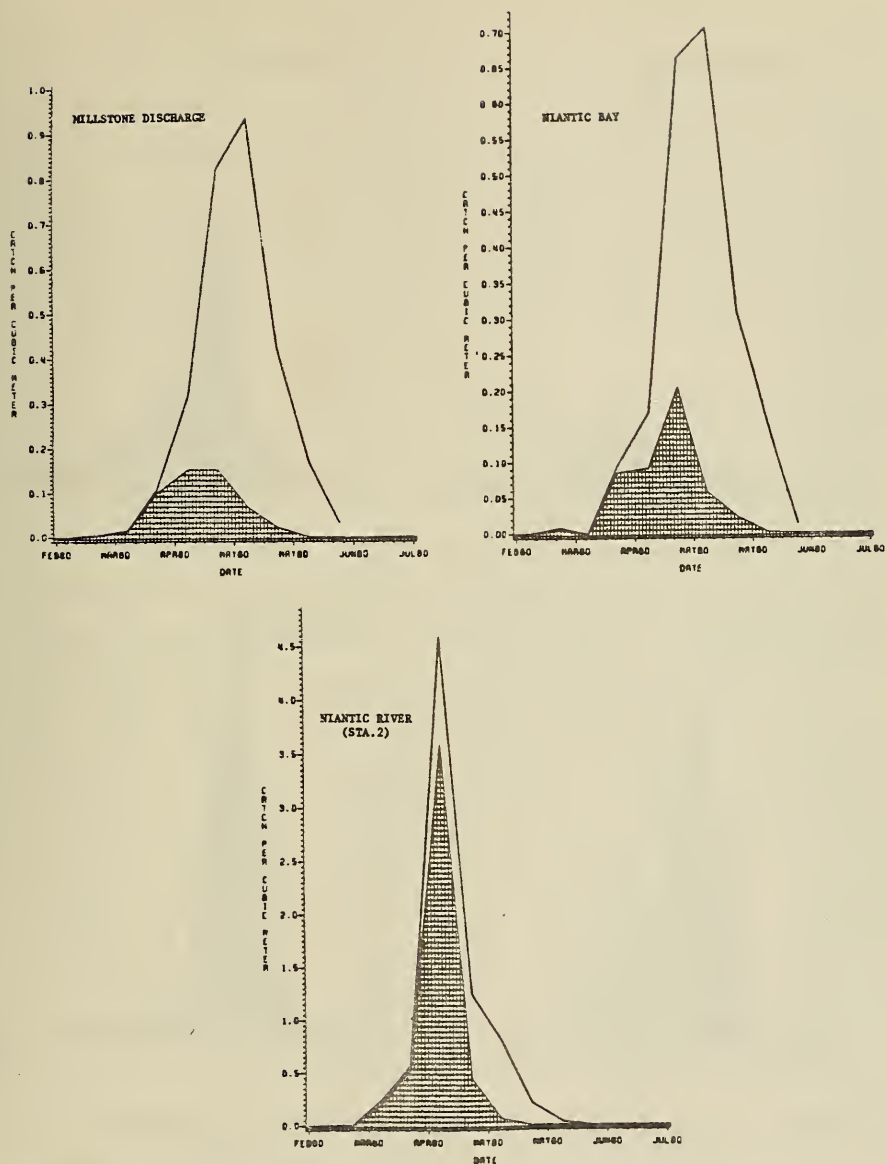 MILLSTONE DISCHARGE
1.0
0.9
0.8
0.7
0.6
0.5
0.4
0.3
0.2
0.1
0.0
CATCH PER CUBIC METER
FEB80 MAR80 APR80 MAY80 MAY80 JUN80 JUL80
DATE
NIANTIC BAY
0.70
0.65
0.60
0.55
0.50
0.45
0.40
0.35
0.30
0.25
0.20
0.15
0.10
0.05
0.00
CATCH PER CUBIC METER
FEB80 MAR80 APR80 MAY80 MAY80 JUN80 JUL80
DATE
NIANTIC RIVER
(STA.2)
4.5
4.0
3.5
3.0
2.5
2.0
1.5
1.0
0.5
0.0
CATCH PER CUBIC METER
FEB80 MAR80 APR80 MAY80 MAY80 JUN80 JUL80
DATE